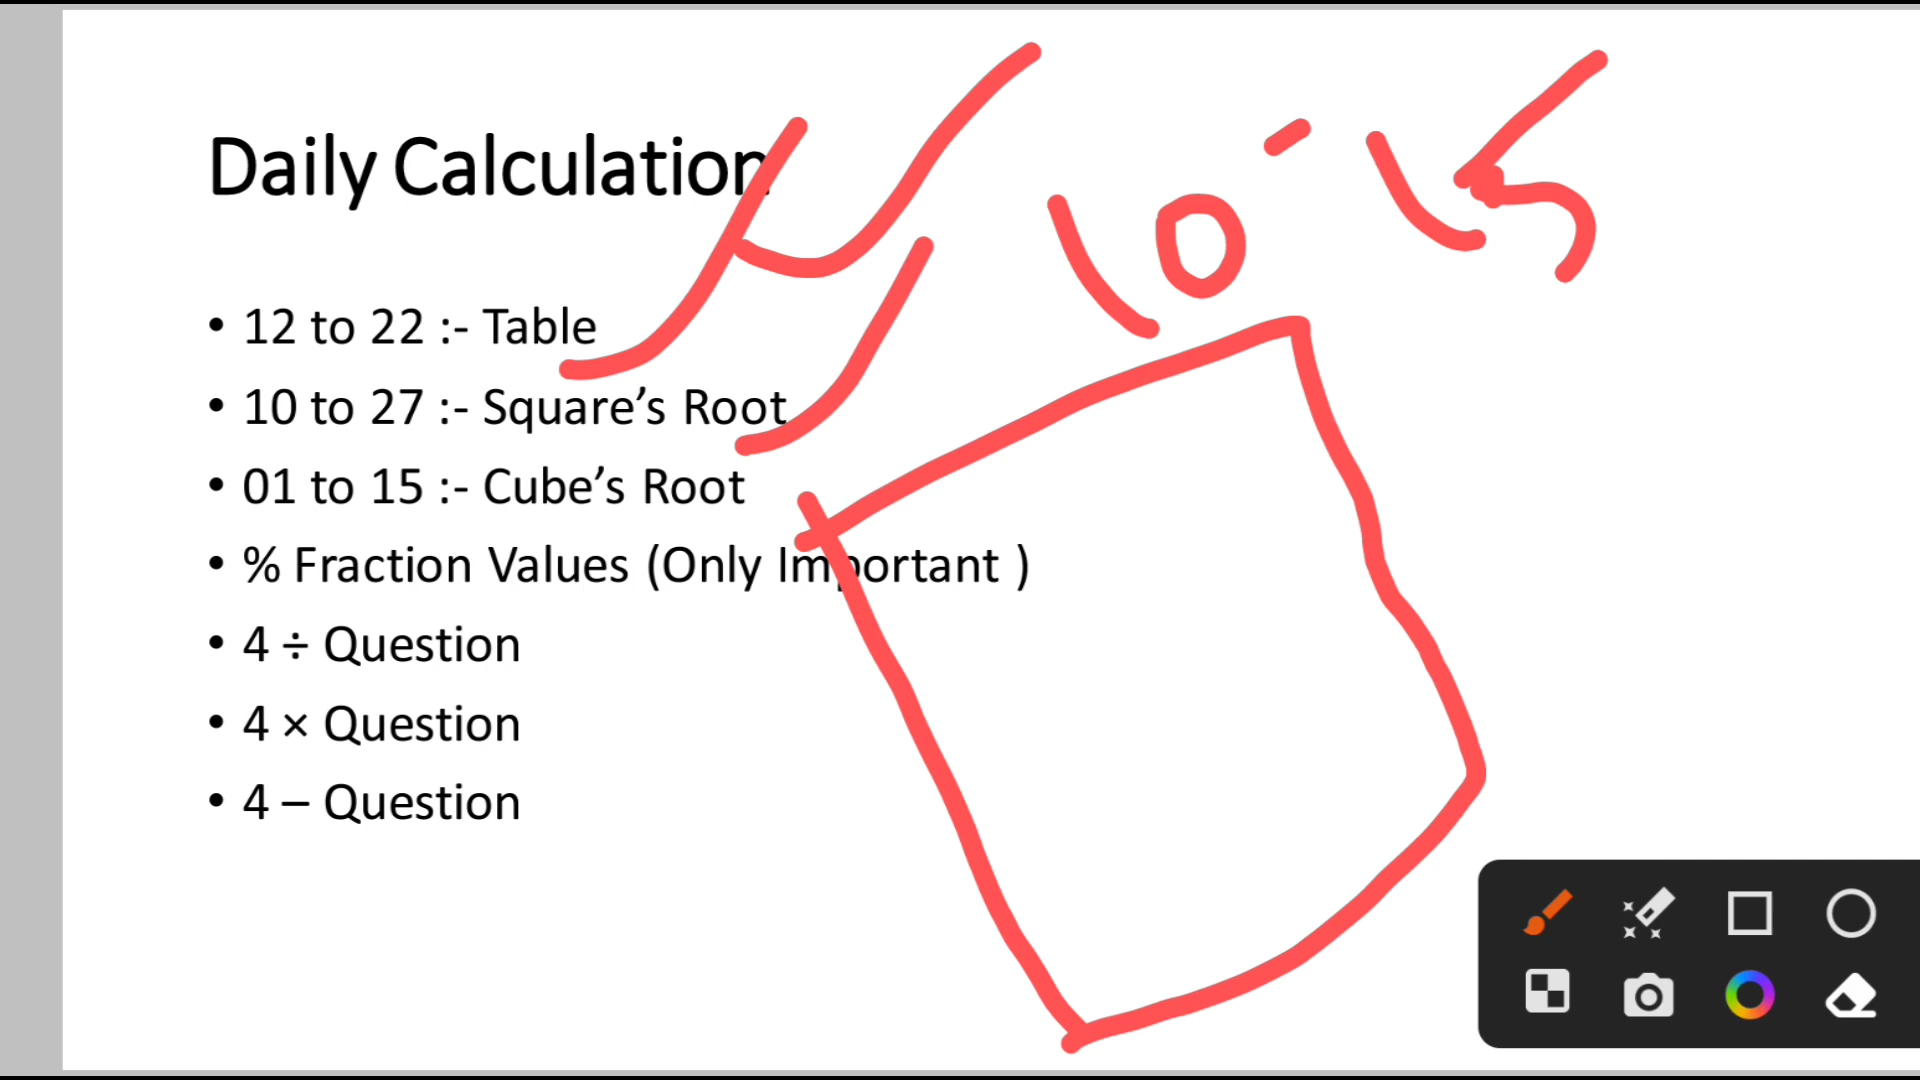 Daily Calculation
10-15
• 12 to 22 :- Table
• 10 to 27 :- Square’s Root
• 01 to 15 :- Cube’s Root
• % Fraction Values (Only Important )
• 4 ÷ Question
• 4 × Question
• 4 – Question